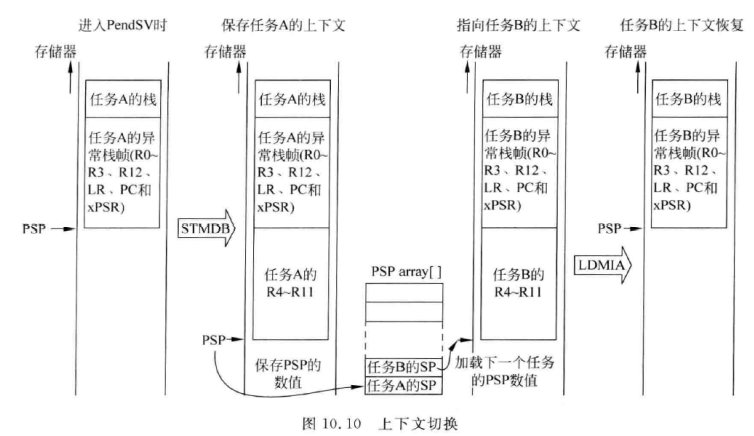 进入PendSV时
保存任务A的上下文
指向任务B的上下文
任务B的上下文恢复
存储器
存储器
存储器
存储器
任务A的栈
任务A的异
常栈帧(R0~
R3、R12、
LR、PC和
xPSR)
PSP
STMDB
任务A的栈
任务A的异
常栈帧(R0~
R3、R12、
LR、PC和
xPSR)
任务A的
R4~R11
PSP
保存PSP的
数值
PSP array[ ]
任务B的SP
任务A的SP
任务B的栈
任务B的异
常栈帧(R0~
R3、R12、
LR、PC和
xPSR)
任务B的
R4~R11
加载下一个任务
的PSP数值
LDMIA
任务B的栈
任务B的异
常栈帧(R0~
R3、R12、
LR、PC和
xPSR)
PSP
图 10.10 上下文切换